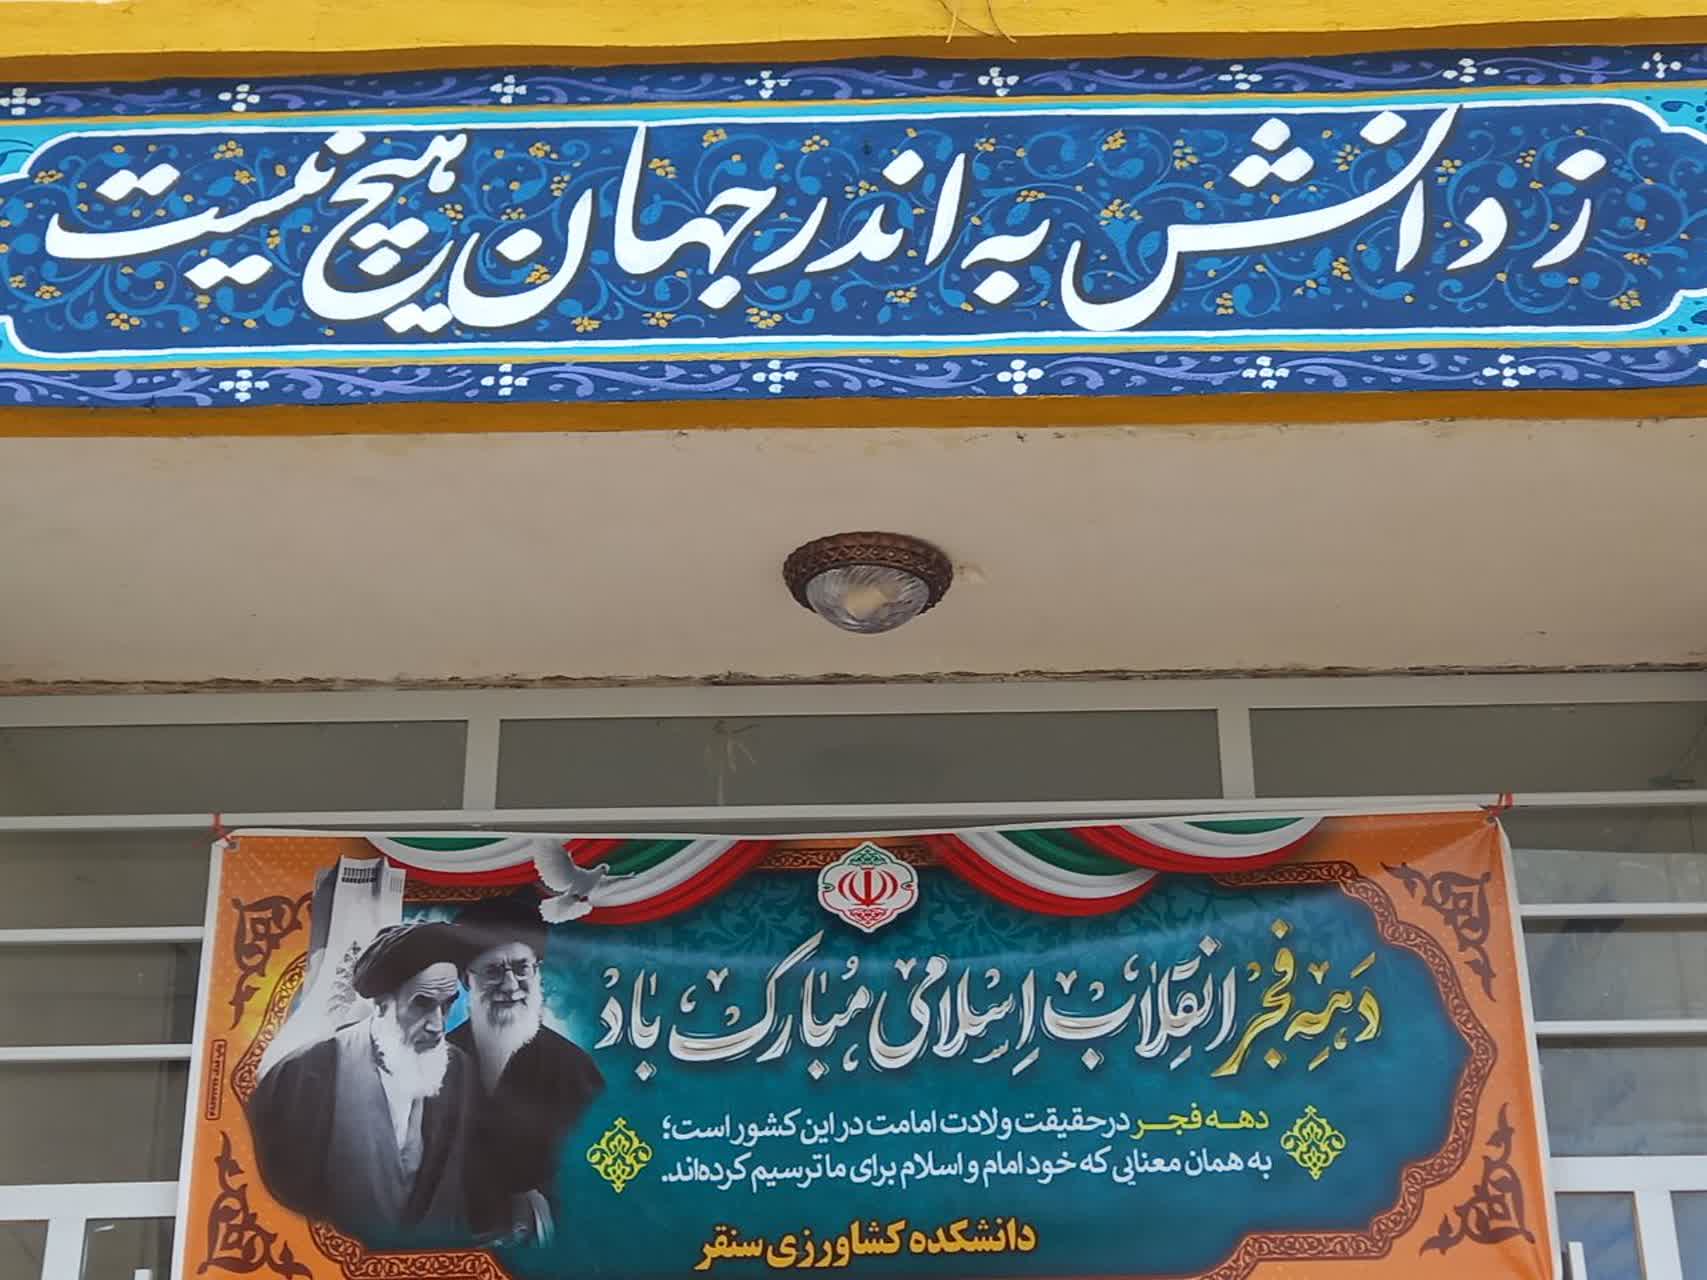 ز دانش به اندر جهان هیچ نیست
دهه فجر انقلاب اسلامی مبارک باد
دهه فجر در حقیقت ولادت امامت در این کشور است؛
به همان معنایی که خود امام و اسلام برای ما ترسیم کرده‌اند.
دانشکده کشاورزی سنقر